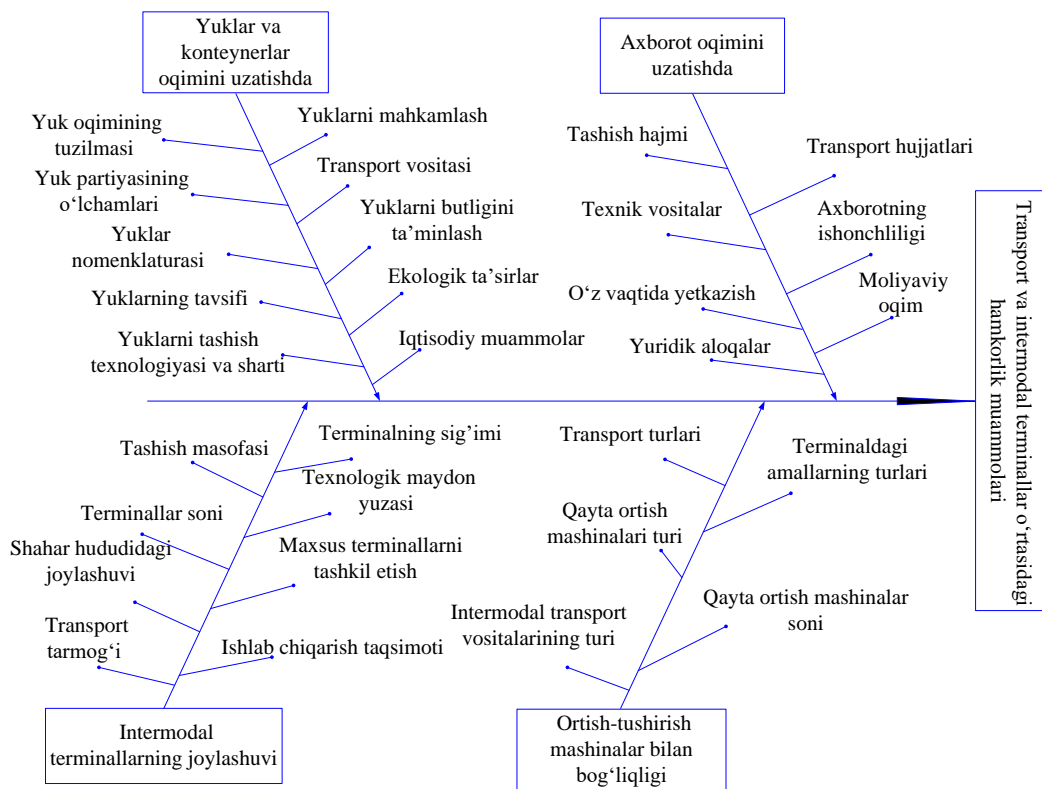 Yuklar va
konteynerlar
oqimini uzatishda
Axborot oqimini
uzatishda
Yuk oqimining
tuzilmasi
Yuklarni mahkamlash
Yuk partiyasining
o‘lchamlari
Transport vositasi
Yuklar
nomenklaturasi
Yuklarni butligini
ta’minlash
Yuklarning tavsifi
Ekologik ta’sirlar
Yuklarni tashish
texnologiyasi va sharti
Iqtisodiy muammolar
Tashish hajmi
Transport hujjatlari
Texnik vositalar
Axborotning
ishonchliligi
O‘z vaqtida yetkazish
Moliyaviy
oqim
Yuridik aloqalar
Transport va intermodal terminallar o‘rtasidagi
hamkorlik muammolari
Tashish masofasi
Terminalning sig’imi
Terminallar soni
Texnologik maydon
yuzasi
Shahar hududidagi
joylashuvi
Maxsus terminallarni
tashkil etish
Transport
tarmog‘i
Ishlab chiqarish taqsimoti
Transport turlari
Terminaldagi
amallarning turlari
Qayta ortish
mashinalari turi
Intermodal transport
vositalarining turi
Qayta ortish mashinalar
soni
Intermodal
terminallarning joylashuvi
Ortish-tushirish
mashinalar bilan
bog‘liqligi